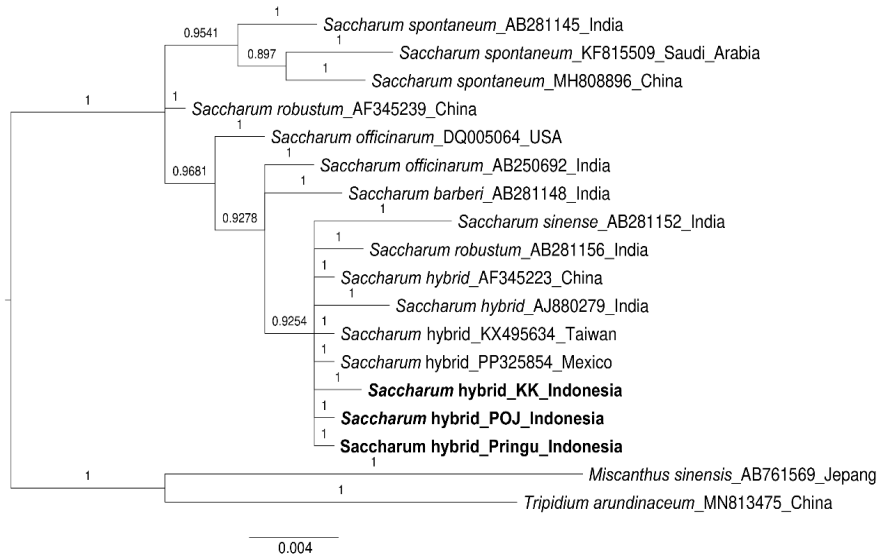 1
Saccharum spontaneum_AB281145_India
0.9541
1
0.897
Saccharum spontaneum_KF815509_Saudi_Arabia
1
Saccharum spontaneum_MH808896_China
1
1
Saccharum robustum_AF345239_China
1
Saccharum officinarum_DQ005064_USA
0.9681
1
Saccharum officinarum_AB250692_India
1
Saccharum barberi_AB281148_India
1
0.9278
Saccharum sinense_AB281152_India
1
Saccharum robustum_AB281156_India
1
Saccharum hybrid_AF345223_China
1
Saccharum hybrid_AJ880279_India
0.9254
1
Saccharum hybrid_KX495634_Taiwan
1
Saccharum hybrid_PP325854_Mexico
1
Saccharum hybrid_KK_Indonesia
1
Saccharum hybrid_POJ_Indonesia
1
Saccharum hybrid_Pringu_Indonesia
1
1
Miscanthus sinensis_AB761569_Jepang
1
Tripidium arundinaceum_MN813475_China
0.004